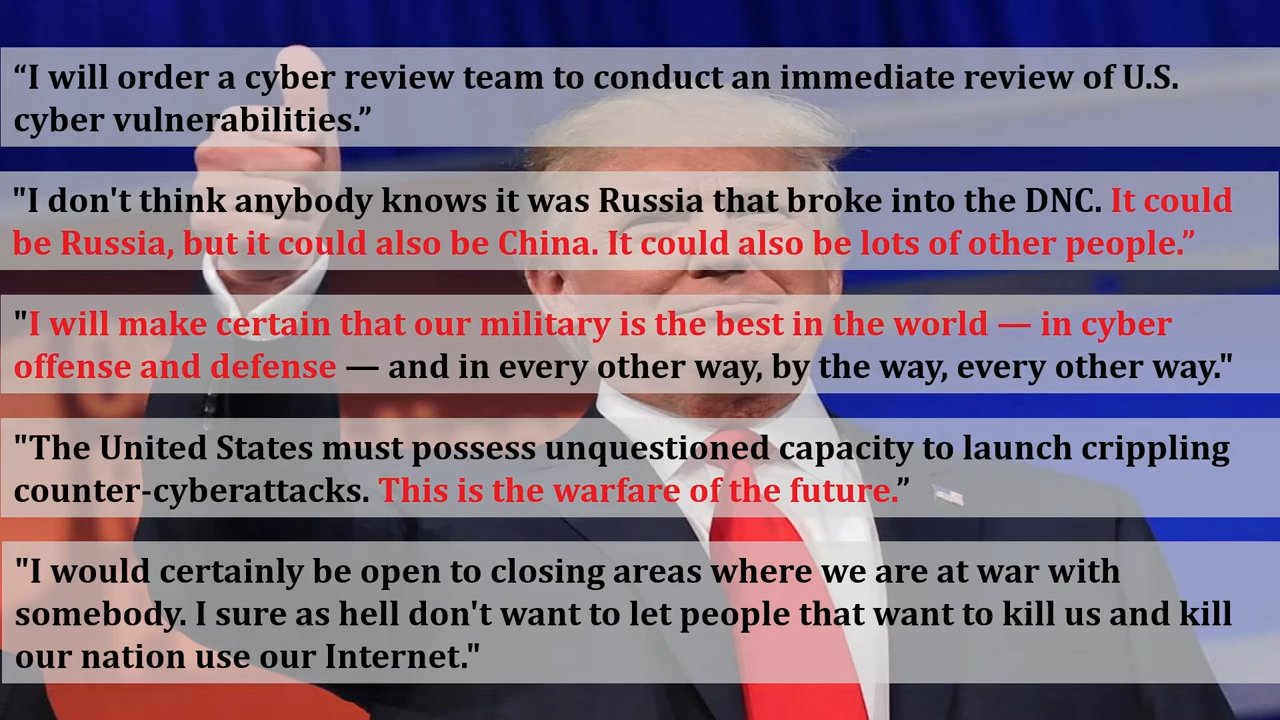 “I will order a cyber review team to conduct an immediate review of U.S.
cyber vulnerabilities.”
"I don't think anybody knows it was Russia that broke into the DNC. It could
be Russia, but it could also be China. It could also be lots of other people.”
"I will make certain that our military is the best in the world — in cyber
offense and defense — and in every other way, by the way, every other way."
"The United States must possess unquestioned capacity to launch crippling
counter-cyberattacks. This is the warfare of the future.”
"I would certainly be open to closing areas where we are at war with
somebody. I sure as hell don't want to let people that want to kill us and kill
our nation use our Internet."